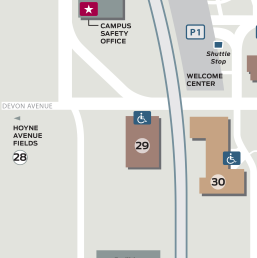 CAMPUS
SAFETY
OFFICE
P1
Shuttle
Stop
WELCOME
CENTER
DEVON AVENUE
HOYNE
AVENUE
FIELDS
28
29
30